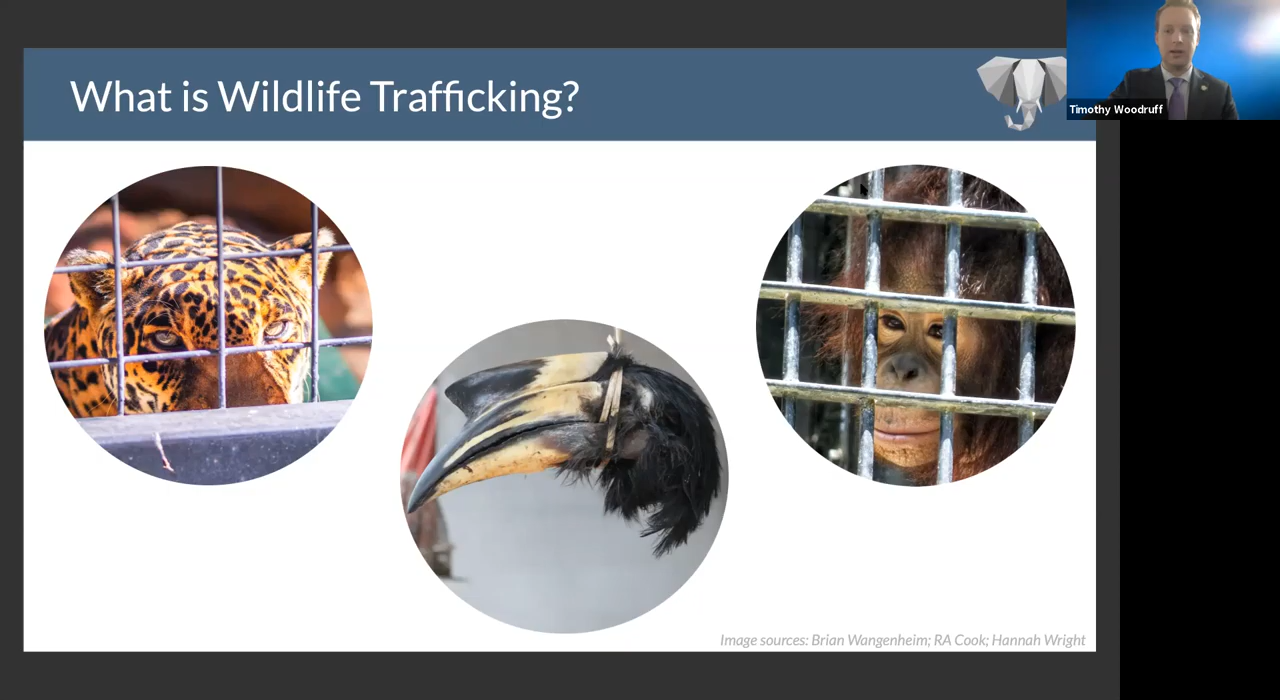 What is Wildlife Trafficking?
Timothy Woodruff
Image sources: Brian Wangenheim; RA Cook; Hannah Wright